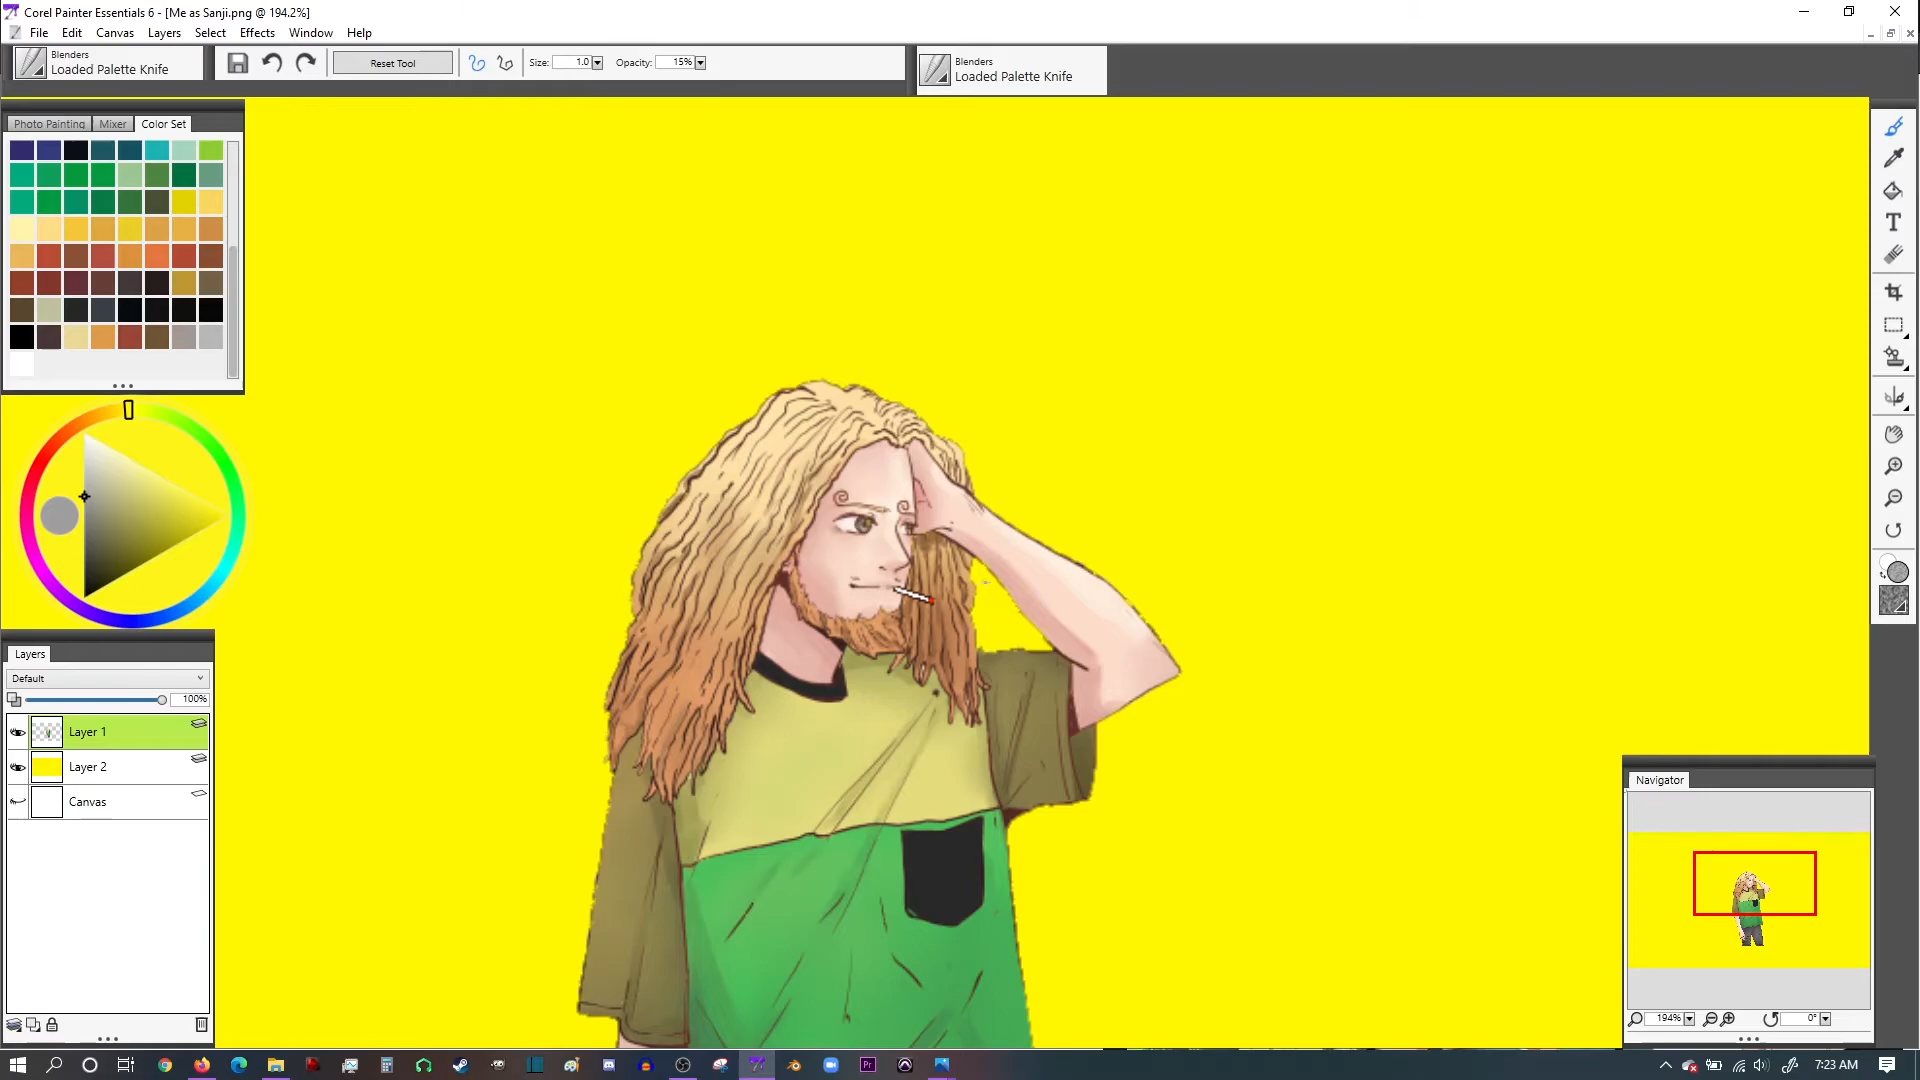 Corel Painter Essentials 6 - [Me as Sanji.png @ 194.2%]
File Edit Canvas Layers Select Effects Window Help
Blenders
Loaded Palette Knife
Reset Tool
Size: 1.0
Opacity: 15%
Blenders
Loaded Palette Knife
Photo Painting Mixer Color Set
Layers
Default
100%
Layer 1
Layer 2
Canvas
Navigator
194%
0°
Pr
7:23 AM